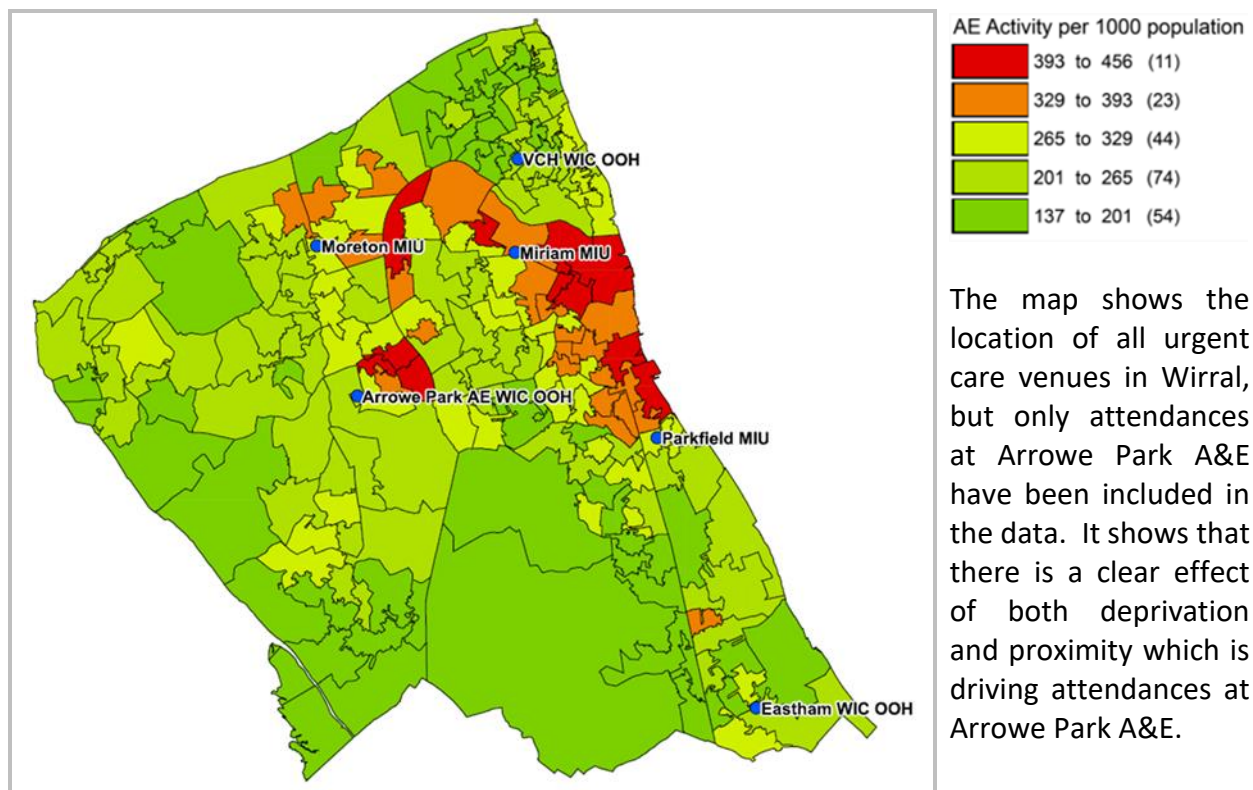 AE Activity per 1000 population
393 to 456 (11)
329 to 393 (23)
265 to 329 (44)
201 to 265 (74)
137 to 201 (54)
VCH WIC OOH
Moreton MIU
Miriam MIU
Arrowe Park AE WIC OOH
Parkfield MIU
Eastham WIC OOH
The map shows the
location of all urgent
care venues in Wirral,
but only attendances
at Arrowe Park A&E
have been included in
the data. It shows that
there is a clear effect
of both deprivation
and proximity which is
driving attendances at
Arrowe Park A&E.